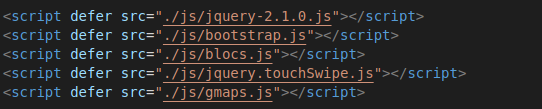 <script defer src="./js/jquery-2.1.0.js"></script>
<script defer src="./js/bootstrap.js"></script>
<script defer src="./js/blocs.js"></script>
<script defer src="./js/jquery.touchSwipe.js"></script>
<script defer src="./js/gmaps.js"></script>